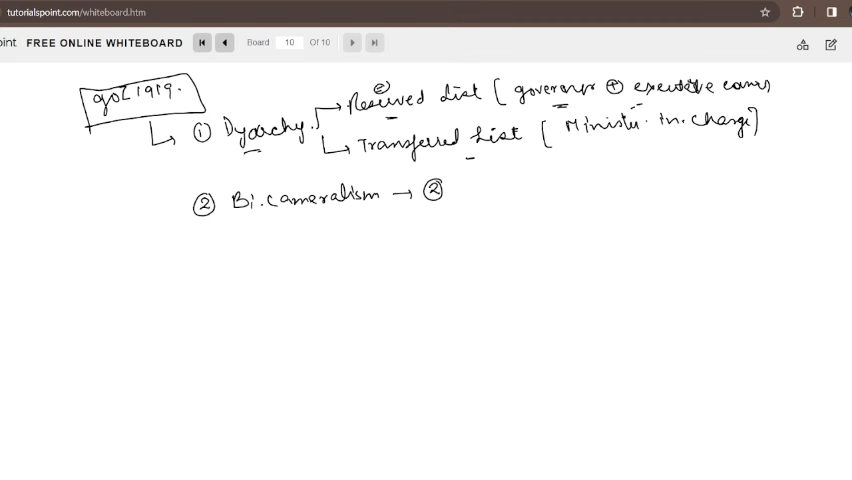 tutorialspoint.com/whiteboard.htm
oint FREE ONLINE WHITEBOARD Board 10 Of 10
goI 1919.
① Dyarchy.
Reserved List [ governor ⊕ executive
Transferred List [ Minister. in. charge ]
② Bi. cameralism → ②